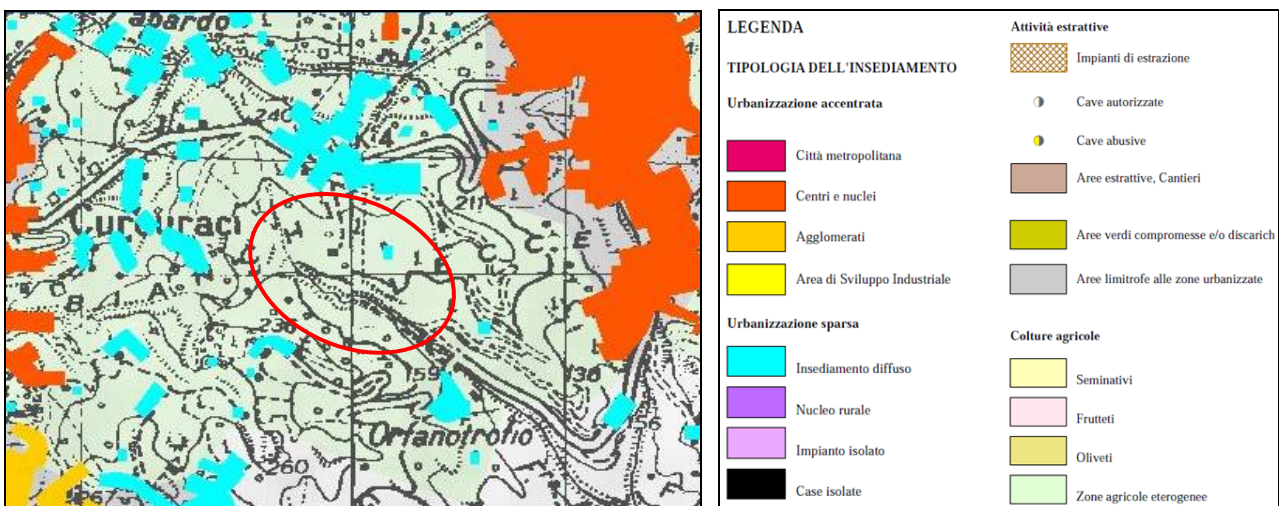 abardo
240
Curcuraci
211
C
C
E
B
I
A
236
159
130
156
Orfanotrofio
260
267
LEGENDA
TIPOLOGIA DELL'INSEDIAMENTO
Urbanizzazione accentrata
Città metropolitana
Centri e nuclei
Agglomerati
Area di Sviluppo Industriale
Urbanizzazione sparsa
Insediamento diffuso
Nucleo rurale
Impianto isolato
Case isolate
Attività estrattive
Impianti di estrazione
Cave autorizzate
Cave abusive
Aree estrattive, Cantieri
Aree verdi compromesse e/o discarich
Aree limitrofe alle zone urbanizzate
Colture agricole
Seminativi
Frutteti
Oliveti
Zone agricole eterogenee